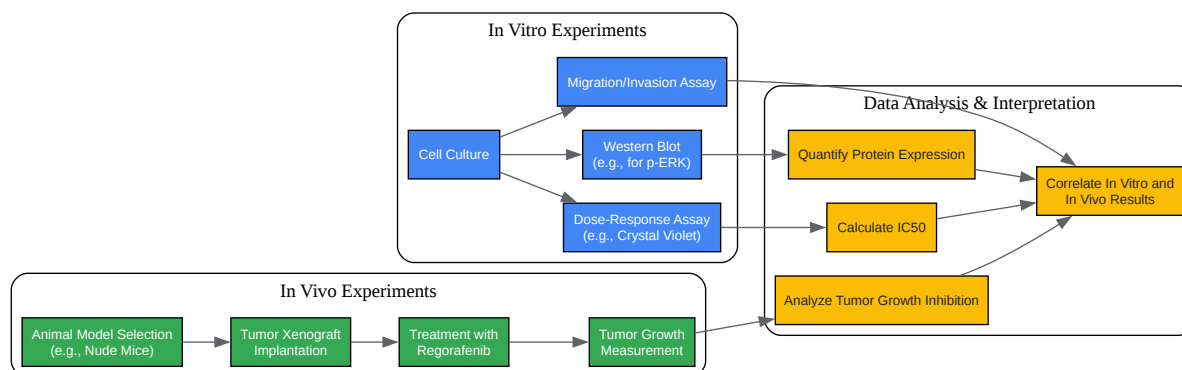 In Vitro Experiments
Migration/Invasion Assay
Cell Culture
Western Blot
(e.g., for p-ERK)
Dose-Response Assay
(e.g., Crystal Violet)
Data Analysis & Interpretation
Quantify Protein Expression
Correlate In Vitro and
In Vivo Results
Calculate IC50
Analyze Tumor Growth Inhibition
In Vivo Experiments
Animal Model Selection
(e.g., Nude Mice)
Tumor Xenograft
Implantation
Treatment with
Regorafenib
Tumor Growth
Measurement